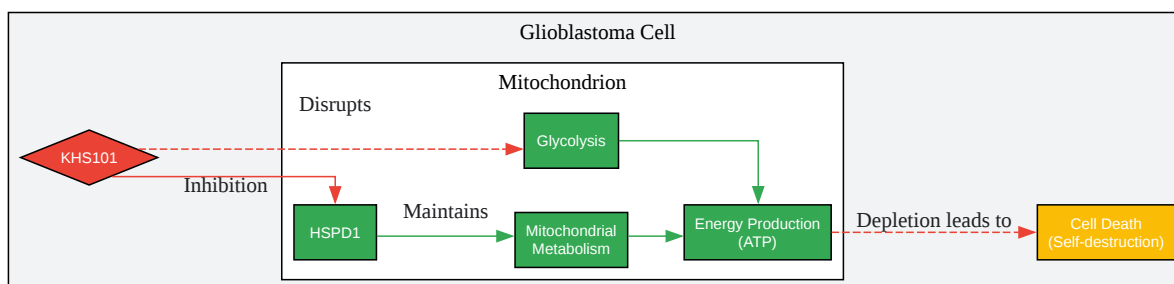 Glioblastoma Cell
Mitochondrion
Disrupts
Glycolysis
KHS101
Inhibition
HSPD1
Maintains
Mitochondrial
Metabolism
Energy Production
(ATP)
Depletion leads to
Cell Death
(Self-destruction)